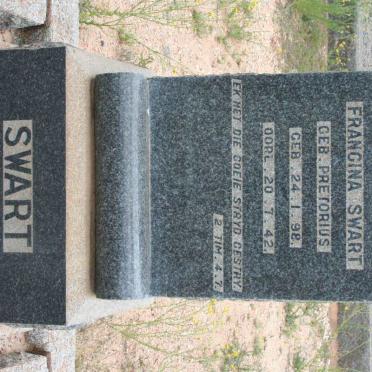 FRANCINA SWART
GEB. PRETORIUS
GEB. 24.1.98
OORL. 20.7.42
EK HET DIE GOEIE STRYD GESTRY
2 TIM. 4.7.
SWART